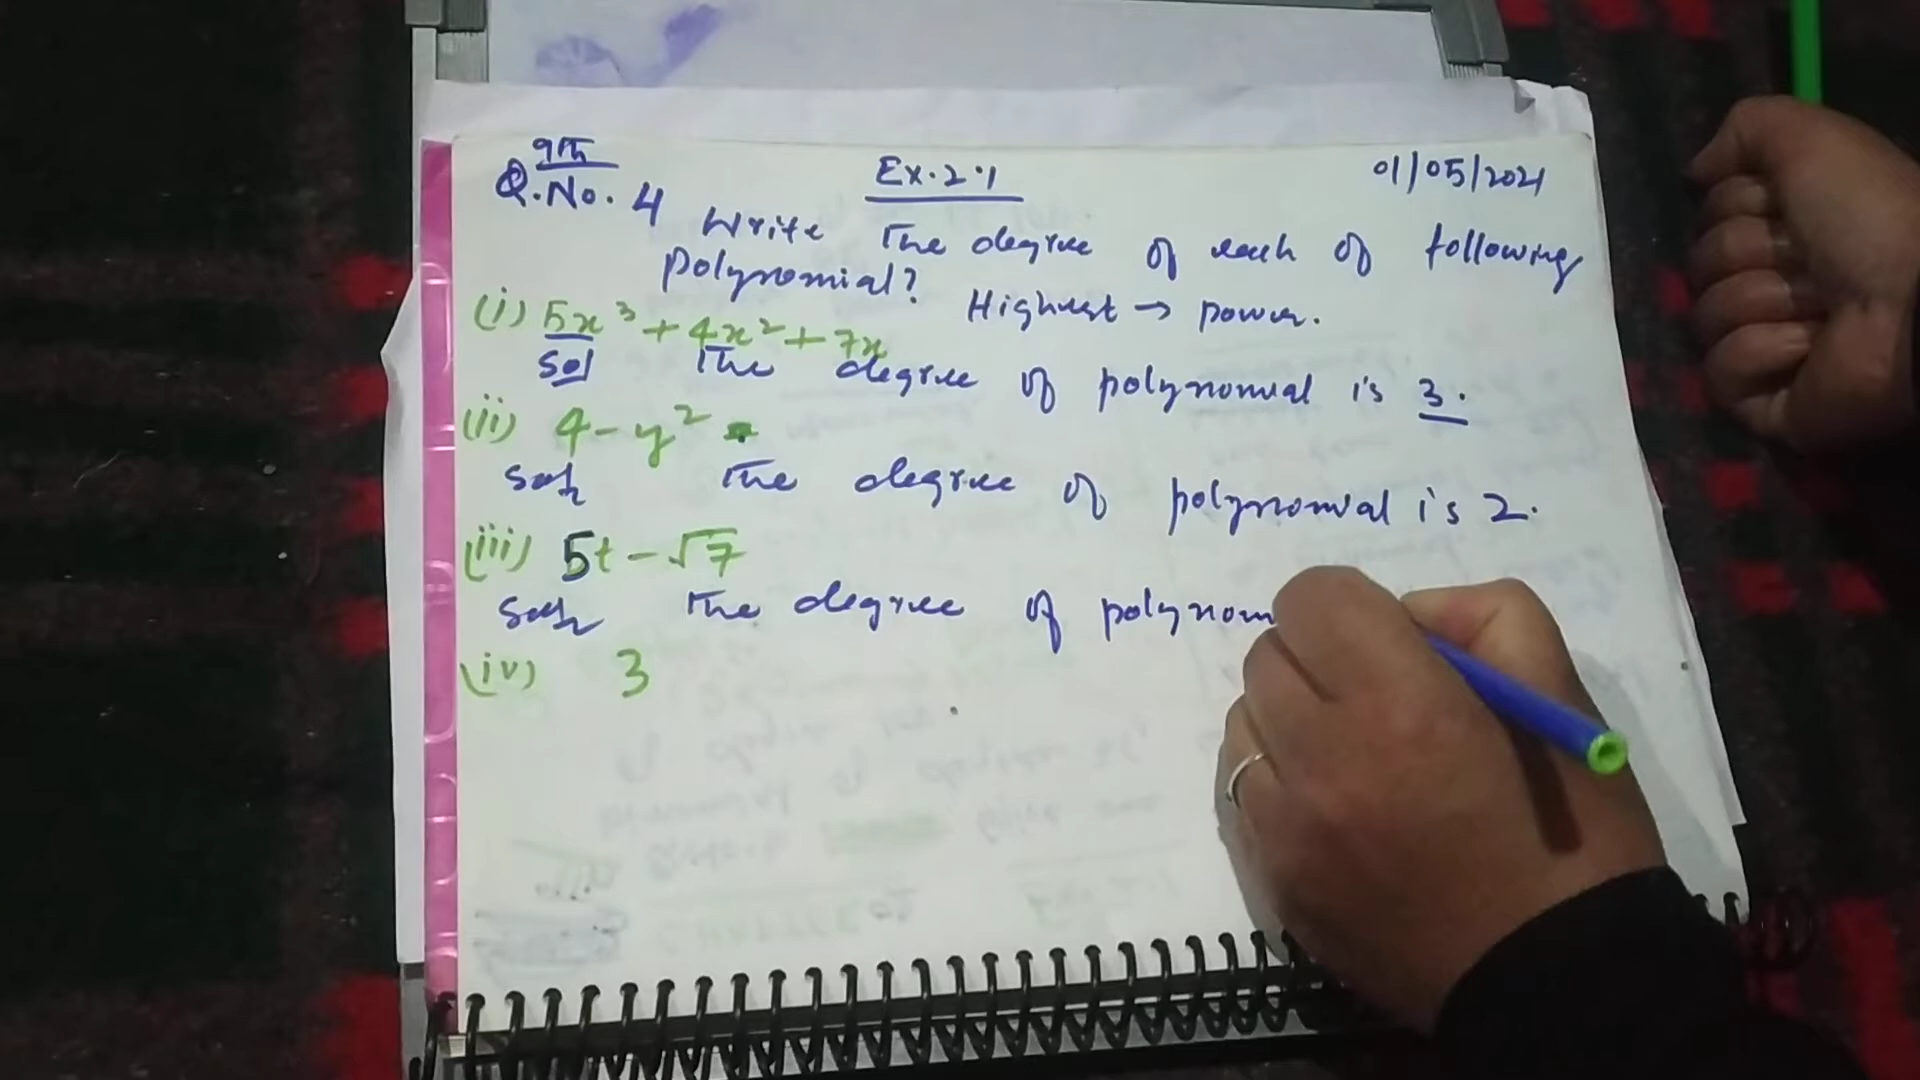 9th Ex.2.1 01/05/2021
Q.No. 4 Write The degree of each of following
polynomial? Highest → power.
(i) 5x³ + 4x² + 7x
Sol The degree of polynomial is 3.
(ii) 4 - y²
Soln The degree of polynomial is 2.
(iii) 5t - √7
Soln The degree of polynom
(iv) 3